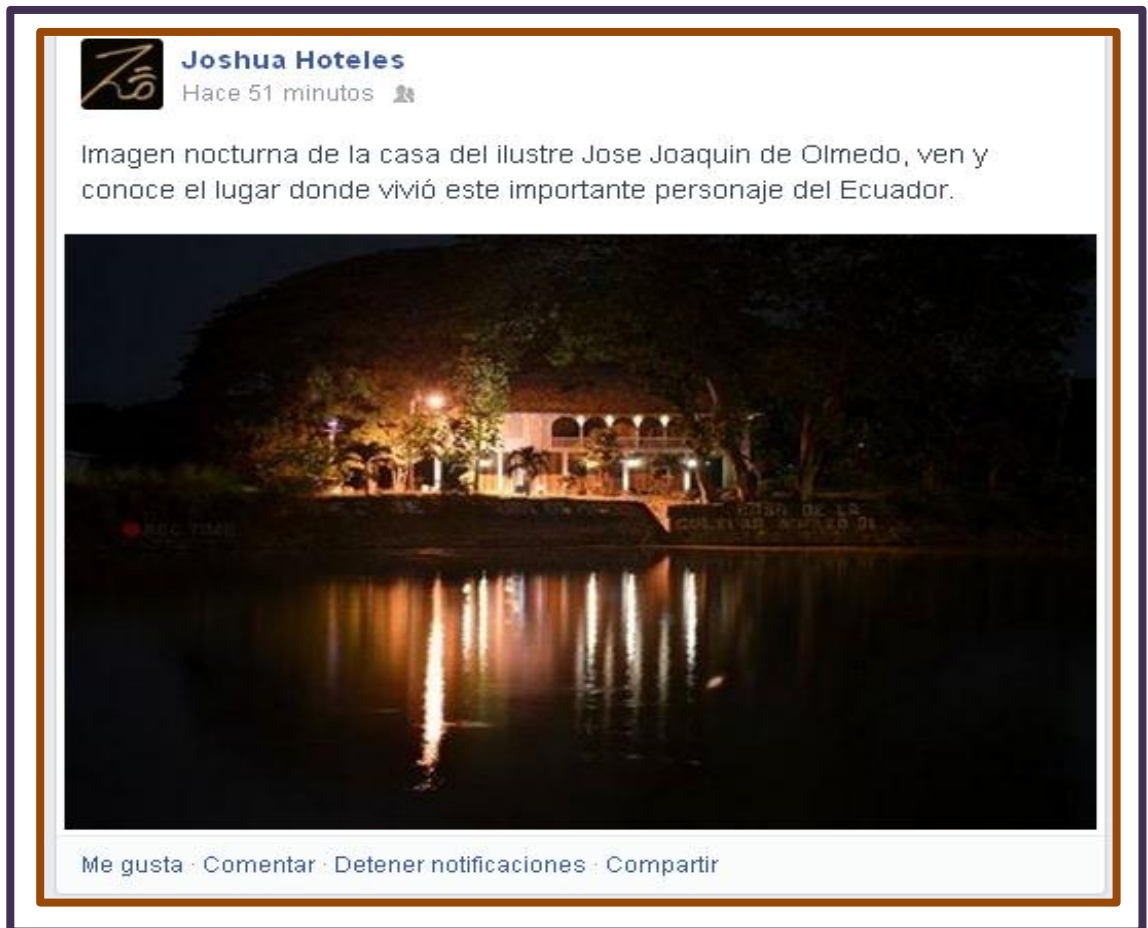 Joshua Hoteles
Hace 51 minutos
Imagen nocturna de la casa del ilustre Jose Joaquin de Olmedo, ven y
conoce el lugar donde vivió este importante personaje del Ecuador.
Me gusta · Comentar · Detener notificaciones · Compartir